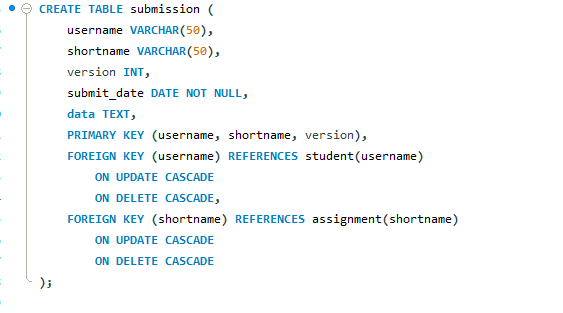 CREATE TABLE submission (
username VARCHAR(50),
shortname VARCHAR(50),
version INT,
submit_date DATE NOT NULL,
data TEXT,
PRIMARY KEY (username, shortname, version),
FOREIGN KEY (username) REFERENCES student(username)
ON UPDATE CASCADE
ON DELETE CASCADE,
FOREIGN KEY (shortname) REFERENCES assignment(shortname)
ON UPDATE CASCADE
ON DELETE CASCADE
);